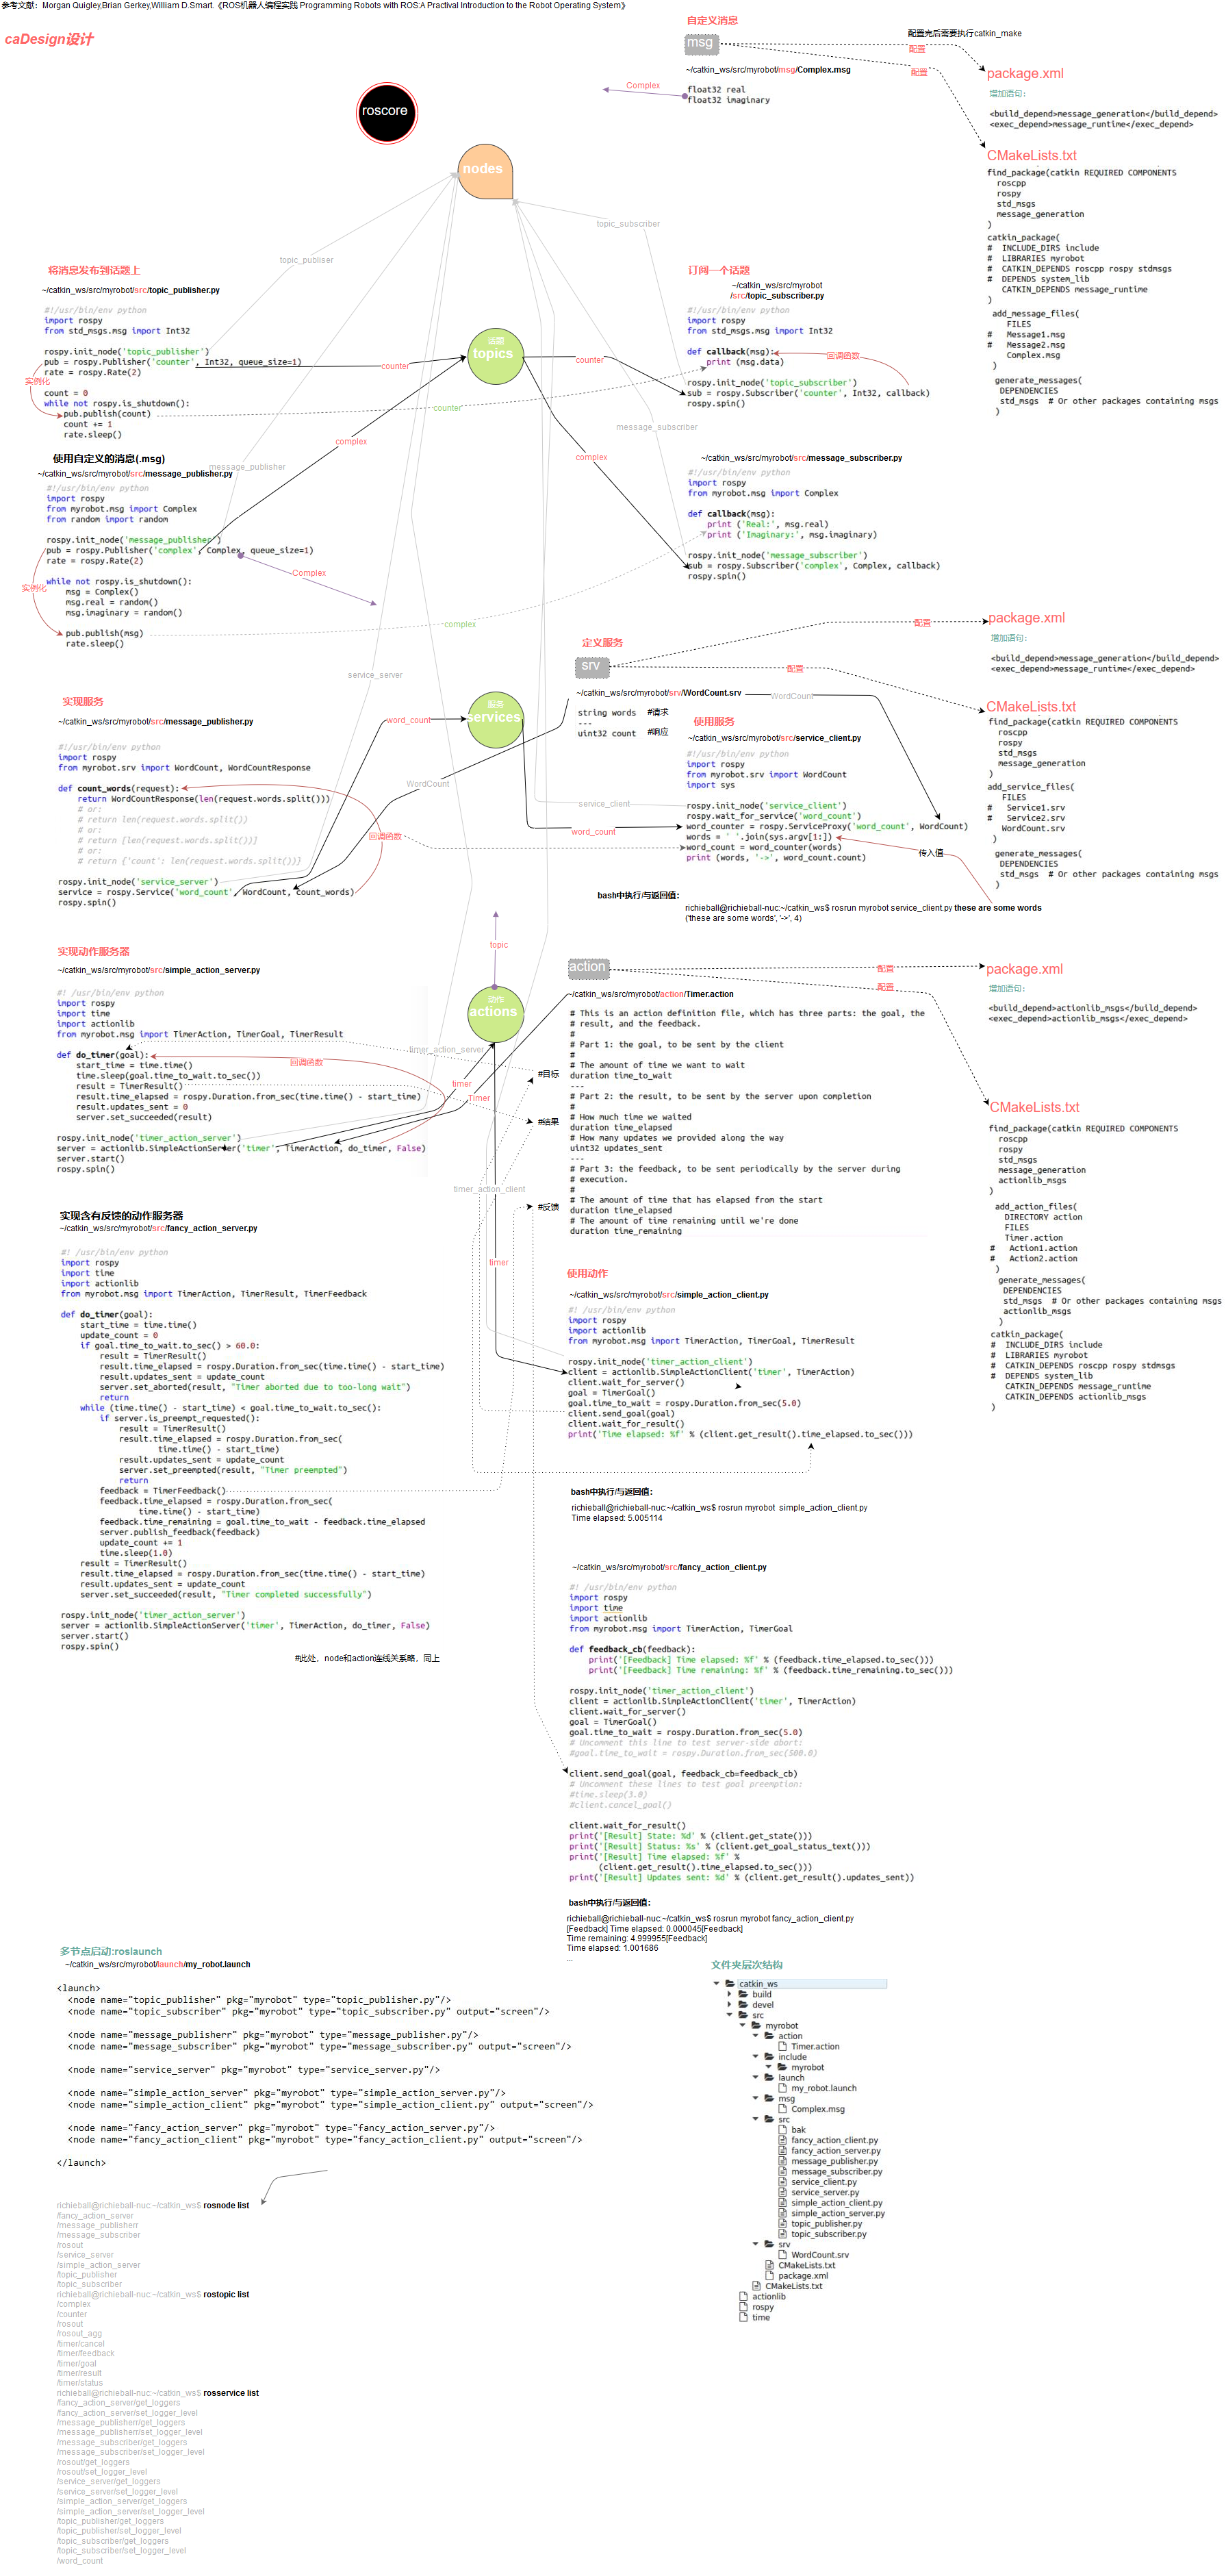 参考文献：Morgan Quigley,Brian Gerkey,William D.Smart.《ROS机器人编程实践 Programing Robots with ROS:A Practival Introduction to the Robot Operating System》
caDesign设计
roscore
nodes
topic_publiser
topic_subscriber
message_publisher
message_subscriber
service_server
service_client
timer_action_server
timer_action_client
自定义消息
msg
配置完后需要执行catkin_make
配置
配置
~/catkin_ws/src/myrobot/msg/Complex.msg
Complex
float32 real
float32 imaginary
package.xml
增加语句：
<build_depend>message_generation</build_depend>
<exec_depend>message_runtime</exec_depend>
CMakeLists.txt
find_package(catkin REQUIRED COMPONENTS
roscpp
rospy
std_msgs
message_generation
)
catkin_package(
#  INCLUDE_DIRS include
#  LIBRARIES myrobot
#  CATKIN_DEPENDS roscpp rospy stdmsgs
#  DEPENDS system_lib
CATKIN_DEPENDS message_runtime
)
add_message_files(
FILES
#   Message1.msg
#   Message2.msg
Complex.msg
)
generate_messages(
DEPENDENCIES
std_msgs  # Or other packages containing msgs
)
将消息发布到话题上
~/catkin_ws/src/myrobot/src/topic_publisher.py
#!/usr/bin/env python
import rospy
from std_msgs.msg import Int32
rospy.init_node('topic_publisher')
pub = rospy.Publisher('counter', Int32, queue_size=1)
rate = rospy.Rate(2)
实例化
count = 0
while not rospy.is_shutdown():
pub.publish(count)
count += 1
rate.sleep()
话题
topics
counter
counter
counter
complex
complex
complex
订阅一个话题
~/catkin_ws/src/myrobot
/src/topic_subscriber.py
#!/usr/bin/env python
import rospy
from std_msgs.msg import Int32
def callback(msg):
print (msg.data)
回调函数
rospy.init_node('topic_subscriber')
sub = rospy.Subscriber('counter', Int32, callback)
rospy.spin()
使用自定义的消息(.msg)
~/catkin_ws/src/myrobot/src/message_publisher.py
#!/usr/bin/env python
import rospy
from myrobot.msg import Complex
from random import random
rospy.init_node('message_publisher')
pub = rospy.Publisher('complex', Complex, queue_size=1)
rate = rospy.Rate(2)
Complex
实例化
while not rospy.is_shutdown():
msg = Complex()
msg.real = random()
msg.imaginary = random()
pub.publish(msg)
rate.sleep()
~/catkin_ws/src/myrobot/src/message_subscriber.py
#!/usr/bin/env python
import rospy
from myrobot.msg import Complex
def callback(msg):
print ('Real:', msg.real)
print ('Imaginary:', msg.imaginary)
rospy.init_node('message_subscriber')
sub = rospy.Subscriber('complex', Complex, callback)
rospy.spin()
定义服务
srv
配置
配置
~/catkin_ws/src/myrobot/srv/WordCount.srv
WordCount
WordCount
string words   #请求
---
uint32 count   #响应
package.xml
增加语句：
<build_depend>message_generation</build_depend>
<exec_depend>message_runtime</exec_depend>
CMakeLists.txt
find_package(catkin REQUIRED COMPONENTS
roscpp
rospy
std_msgs
message_generation
)
add_service_files(
FILES
#   Service1.srv
#   Service2.srv
WordCount.srv
)
generate_messages(
DEPENDENCIES
std_msgs  # Or other packages containing msgs
)
实现服务
~/catkin_ws/src/myrobot/src/message_publisher.py
#!/usr/bin/env python
import rospy
from myrobot.srv import WordCount, WordCountResponse
def count_words(request):
return WordCountResponse(len(request.words.split()))
# or:
# return len(request.words.split())
# or:
# return [len(request.words.split())]
# or:
# return {'count': len(request.words.split())}
回调函数
rospy.init_node('service_server')
service = rospy.Service('word_count', WordCount, count_words)
rospy.spin()
服务
services
word_count
word_count
使用服务
~/catkin_ws/src/myrobot/src/service_client.py
#!/usr/bin/env python
import rospy
from myrobot.srv import WordCount
import sys
rospy.init_node('service_client')
rospy.wait_for_service('word_count')
word_counter = rospy.ServiceProxy('word_count', WordCount)
words = ' '.join(sys.argv[1:])
word_count = word_counter(words)
print (words, '->', word_count.count)
传入值
bash中执行/与返回值：
richieball@richieball-nuc:~/catkin_ws$ rosrun myrobot service_client.py these are some words
('these are some words', '->', 4)
实现动作服务器
~/catkin_ws/src/myrobot/src/simple_action_server.py
#! /usr/bin/env python
import rospy
import time
import actionlib
from myrobot.msg import TimerAction, TimerGoal, TimerResult
def do_timer(goal):
start_time = time.time()
time.sleep(goal.time_to_wait.to_sec())
result = TimerResult()
result.time_elapsed = rospy.Duration.from_sec(time.time() - start_time)
result.updates_sent = 0
server.set_succeeded(result)
回调函数
rospy.init_node('timer_action_server')
server = actionlib.SimpleActionServer('timer', TimerAction, do_timer, False)
server.start()
rospy.spin()
topic
动作
actions
timer
Timer
timer
#目标
#结果
#反馈
action
配置
配置
~/catkin_ws/src/myrobot/action/Timer.action
# This is an action definition file, which has three parts: the goal, the
# result, and the feedback.
#
# Part 1: the goal, to be sent by the client
#
# The amount of time we want to wait
duration time_to_wait
---
# Part 2: the result, to be sent by the server upon completion
#
# How much time we waited
duration time_elapsed
# How many updates we provided along the way
uint32 updates_sent
---
# Part 3: the feedback, to be sent periodically by the server during
# execution.
#
# The amount of time that has elapsed from the start
duration time_elapsed
# The amount of time remaining until we're done
duration time_remaining
package.xml
增加语句：
<build_depend>actionlib_msgs</build_depend>
<exec_depend>actionlib_msgs</exec_depend>
CMakeLists.txt
find_package(catkin REQUIRED COMPONENTS
roscpp
rospy
std_msgs
message_generation
actionlib_msgs
)
add_action_files(
DIRECTORY action
FILES
Timer.action
#   Action1.action
#   Action2.action
)
generate_messages(
DEPENDENCIES
std_msgs  # Or other packages containing msgs
actionlib_msgs
)
catkin_package(
#  INCLUDE_DIRS include
#  LIBRARIES myrobot
#  CATKIN_DEPENDS roscpp rospy stdmsgs
#  DEPENDS system_lib
CATKIN_DEPENDS message_runtime
CATKIN_DEPENDS actionlib_msgs
)
实现含有反馈的动作服务器
~/catkin_ws/src/myrobot/src/fancy_action_server.py
#! /usr/bin/env python
import rospy
import time
import actionlib
from myrobot.msg import TimerAction, TimerResult, TimerFeedback
def do_timer(goal):
start_time = time.time()
update_count = 0
if goal.time_to_wait.to_sec() > 60.0:
result = TimerResult()
result.time_elapsed = rospy.Duration.from_sec(time.time() - start_time)
result.updates_sent = update_count
server.set_aborted(result, "Timer aborted due to too-long wait")
return
while (time.time() - start_time) < goal.time_to_wait.to_sec():
if server.is_preempt_requested():
result = TimerResult()
result.time_elapsed = rospy.Duration.from_sec(
time.time() - start_time)
result.updates_sent = update_count
server.set_preempted(result, "Timer preempted")
return
feedback = TimerFeedback()
feedback.time_elapsed = rospy.Duration.from_sec(
time.time() - start_time)
feedback.time_remaining = goal.time_to_wait - feedback.time_elapsed
server.publish_feedback(feedback)
update_count += 1
time.sleep(1.0)
result = TimerResult()
result.time_elapsed = rospy.Duration.from_sec(time.time() - start_time)
result.updates_sent = update_count
server.set_succeeded(result, "Timer completed successfully")
rospy.init_node('timer_action_server')
server = actionlib.SimpleActionServer('timer', TimerAction, do_timer, False)
server.start()
rospy.spin()
#此处，node和action连线关系略，同上
使用动作
~/catkin_ws/src/myrobot/src/simple_action_client.py
#! /usr/bin/env python
import rospy
import actionlib
from myrobot.msg import TimerAction, TimerGoal, TimerResult
rospy.init_node('timer_action_client')
client = actionlib.SimpleActionClient('timer', TimerAction)
client.wait_for_server()
goal = TimerGoal()
goal.time_to_wait = rospy.Duration.from_sec(5.0)
client.send_goal(goal)
client.wait_for_result()
print('Time elapsed: %f' % (client.get_result().time_elapsed.to_sec()))
bash中执行/与返回值：
richieball@richieball-nuc:~/catkin_ws$ rosrun myrobot  simple_action_client.py
Time elapsed: 5.005114
~/catkin_ws/src/myrobot/src/fancy_action_client.py
#! /usr/bin/env python
import rospy
import time
import actionlib
from myrobot.msg import TimerAction, TimerGoal
def feedback_cb(feedback):
print('[Feedback] Time elapsed: %f' % (feedback.time_elapsed.to_sec()))
print('[Feedback] Time remaining: %f' % (feedback.time_remaining.to_sec()))
rospy.init_node('timer_action_client')
client = actionlib.SimpleActionClient('timer', TimerAction)
client.wait_for_server()
goal = TimerGoal()
goal.time_to_wait = rospy.Duration.from_sec(5.0)
# Uncomment this line to test server-side abort:
#goal.time_to_wait = rospy.Duration.from_sec(500.0)
client.send_goal(goal, feedback_cb=feedback_cb)
# Uncomment these lines to test goal preemption:
#time.sleep(3.0)
#client.cancel_goal()
client.wait_for_result()
print('[Result] State: %d' % (client.get_state()))
print('[Result] Status: %s' % (client.get_goal_status_text()))
print('[Result] Time elapsed: %f' %
(client.get_result().time_elapsed.to_sec()))
print('[Result] Updates sent: %d' % (client.get_result().updates_sent))
bash中执行/与返回值：
richieball@richieball-nuc:~/catkin_ws$ rosrun myrobot fancy_action_client.py
[Feedback] Time elapsed: 0.000045[Feedback]
Time remaining: 4.999955[Feedback]
Time elapsed: 1.001686
...
多节点启动:roslaunch
~/catkin_ws/src/myrobot/launch/my_robot.launch
<launch>
<node name="topic_publisher" pkg="myrobot" type="topic_publisher.py"/>
<node name="topic_subscriber" pkg="myrobot" type="topic_subscriber.py" output="screen"/>
<node name="message_publisherr" pkg="myrobot" type="message_publisher.py"/>
<node name="message_subscriber" pkg="myrobot" type="message_subscriber.py" output="screen"/>
<node name="service_server" pkg="myrobot" type="service_server.py"/>
<node name="simple_action_server" pkg="myrobot" type="simple_action_server.py"/>
<node name="simple_action_client" pkg="myrobot" type="simple_action_client.py" output="screen"/>
<node name="fancy_action_server" pkg="myrobot" type="fancy_action_server.py"/>
<node name="fancy_action_client" pkg="myrobot" type="fancy_action_client.py" output="screen"/>
</launch>
richieball@richieball-nuc:~/catkin_ws$ rosnode list
/fancy_action_server
/message_publisherr
/message_subscriber
/rosout
/service_server
/simple_action_server
/topic_publisher
/topic_subscriber
richieball@richieball-nuc:~/catkin_ws$ rostopic list
/complex
/counter
/rosout
/rosout_agg
/timer/cancel
/timer/feedback
/timer/goal
/timer/result
/timer/status
richieball@richieball-nuc:~/catkin_ws$ rosservice list
/fancy_action_server/get_loggers
/fancy_action_server/set_logger_level
/message_publisherr/get_loggers
/message_publisherr/set_logger_level
/message_subscriber/get_loggers
/message_subscriber/set_logger_level
/rosout/get_loggers
/rosout/set_logger_level
/service_server/get_loggers
/service_server/set_logger_level
/simple_action_server/get_loggers
/simple_action_server/set_logger_level
/topic_publisher/get_loggers
/topic_publisher/set_logger_level
/topic_subscriber/get_loggers
/topic_subscriber/set_logger_level
/word_count
文件夹层次结构
catkin_ws
build
devel
src
myrobot
action
Timer.action
include
myrobot
launch
my_robot.launch
msg
Complex.msg
src
bak
fancy_action_client.py
fancy_action_server.py
message_publisher.py
message_subscriber.py
service_client.py
service_server.py
simple_action_client.py
simple_action_server.py
topic_publisher.py
topic_subscriber.py
srv
WordCount.srv
CMakeLists.txt
package.xml
CMakeLists.txt
actionlib
rospy
time